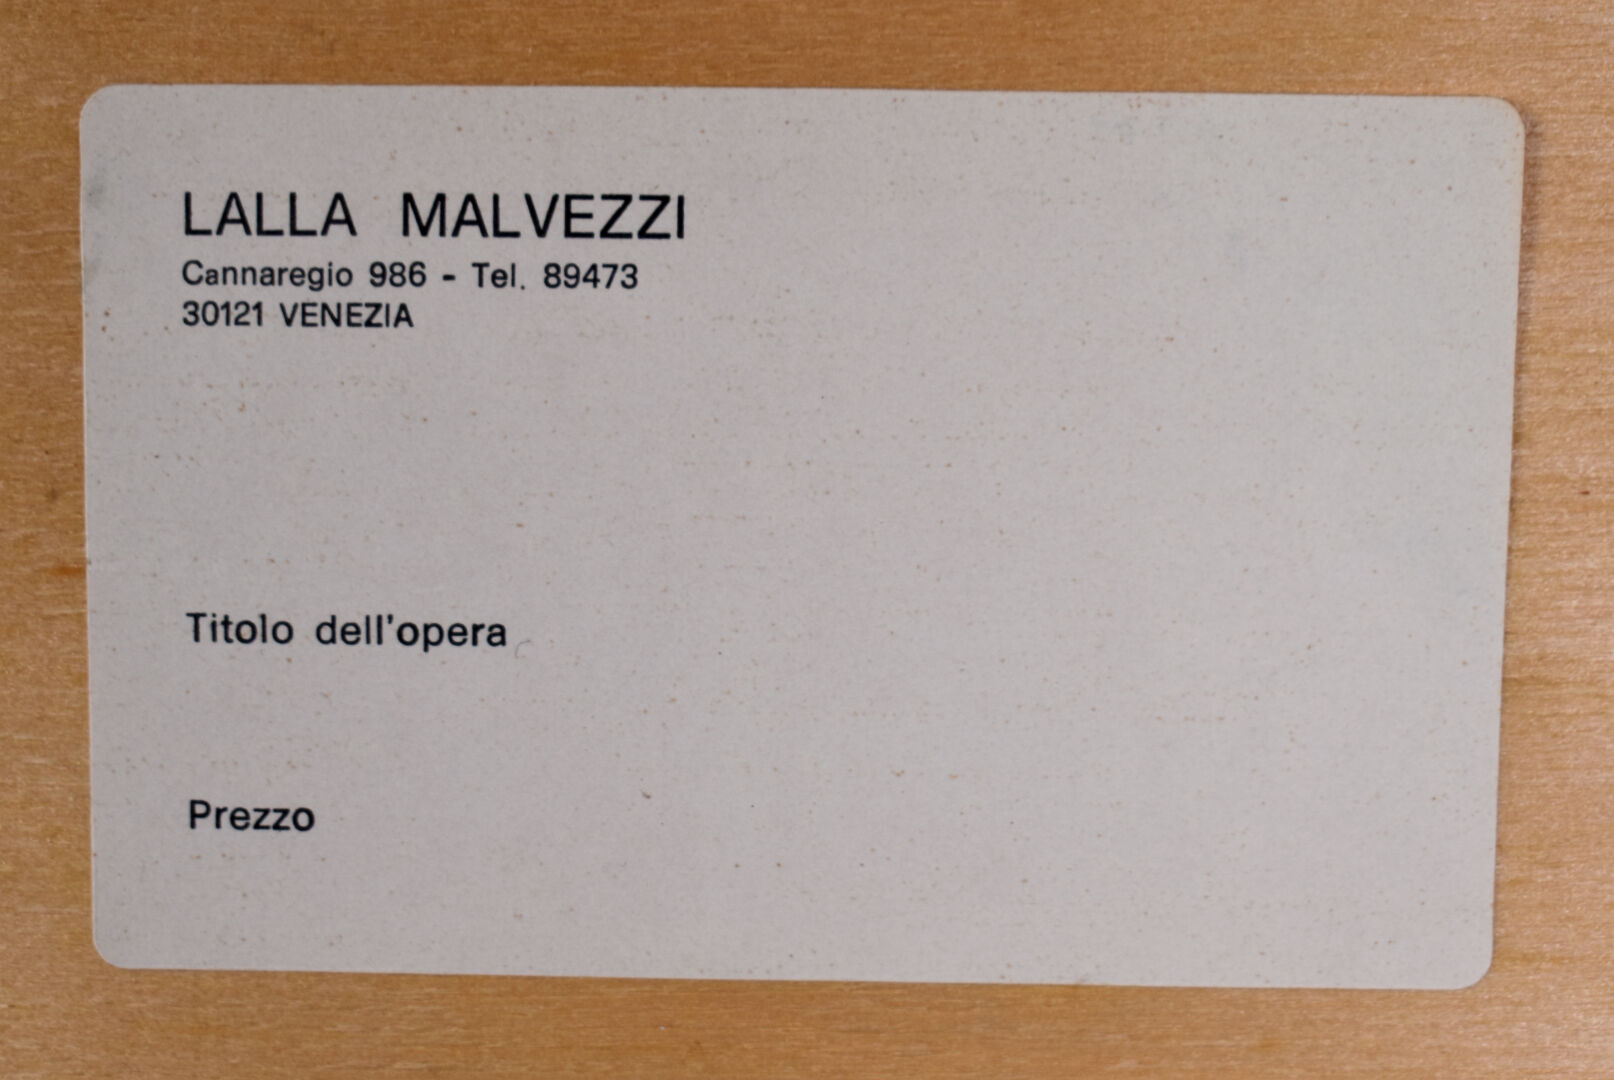 LALLA MALVEZZI
Cannaregio 986 - Tel. 89473
30121 VENEZIA
Titolo dell'opera
Prezzo